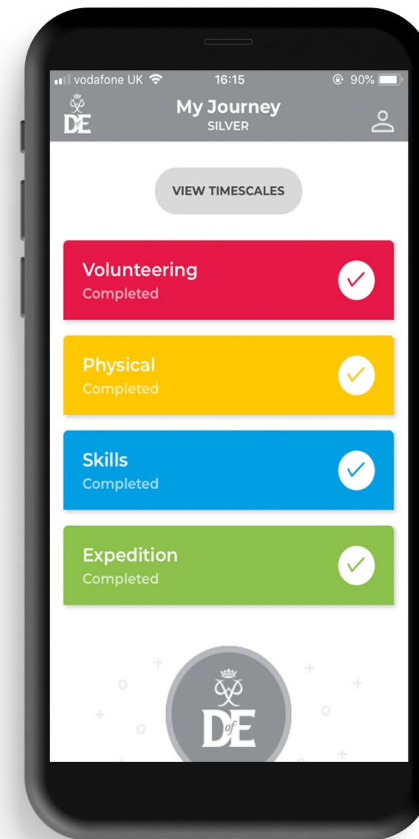 vodafone UK 16:15 90%
My Journey
DofE
SILVER
VIEW TIMESCALES
Volunteering
Completed
Physical
Completed
Skills
Completed
Expedition
Completed
DofE